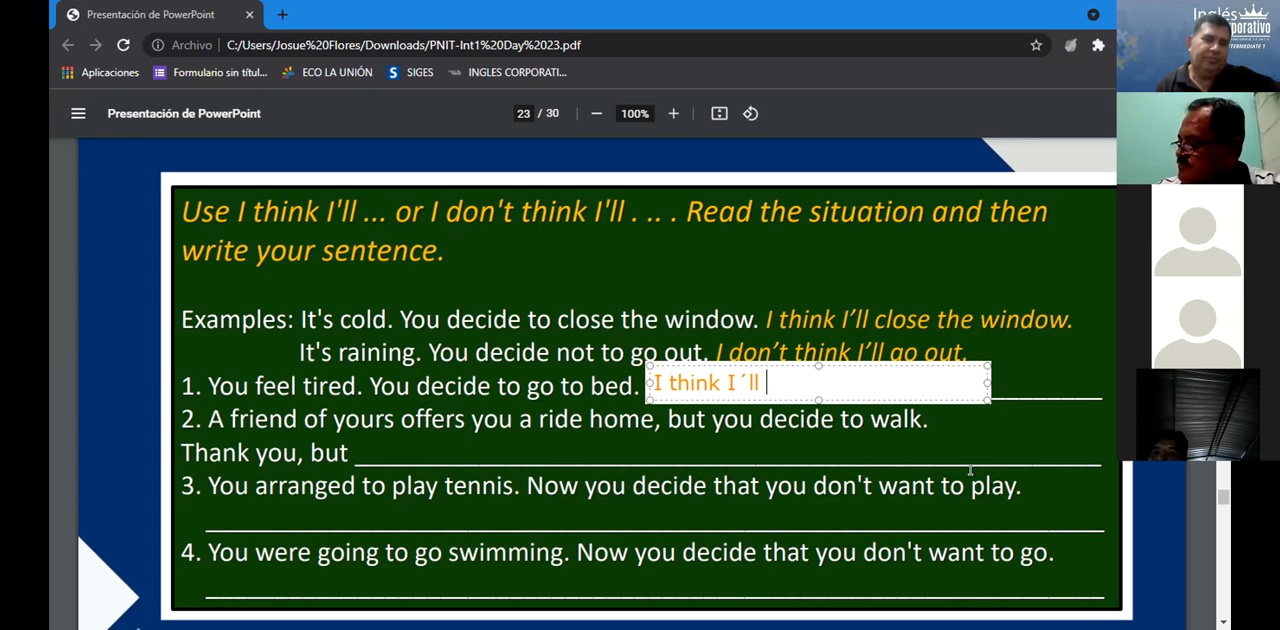 Presentación de PowerPoint
Archivo C:/Users/Josue%20Flores/Downloads/PNIT-Int1%20Day%2023.pdf
Aplicaciones Formulario sin títul... ECO LA UNIÓN SIGES INGLES CORPORATI...
Presentación de PowerPoint 23 / 30 100%
Inglés
INTERMEDIATE 1
Use I think I'll ... or I don't think I'll . .. . Read the situation and then
write your sentence.
Examples: It's cold. You decide to close the window. I think I’ll close the window.
It's raining. You decide not to go out. I don’t think I’ll go out.
1. You feel tired. You decide to go to bed. I think I´ll
2. A friend of yours offers you a ride home, but you decide to walk.
Thank you, but ______
3. You arranged to play tennis. Now you decide that you don't want to play.
4. You were going to go swimming. Now you decide that you don't want to go.